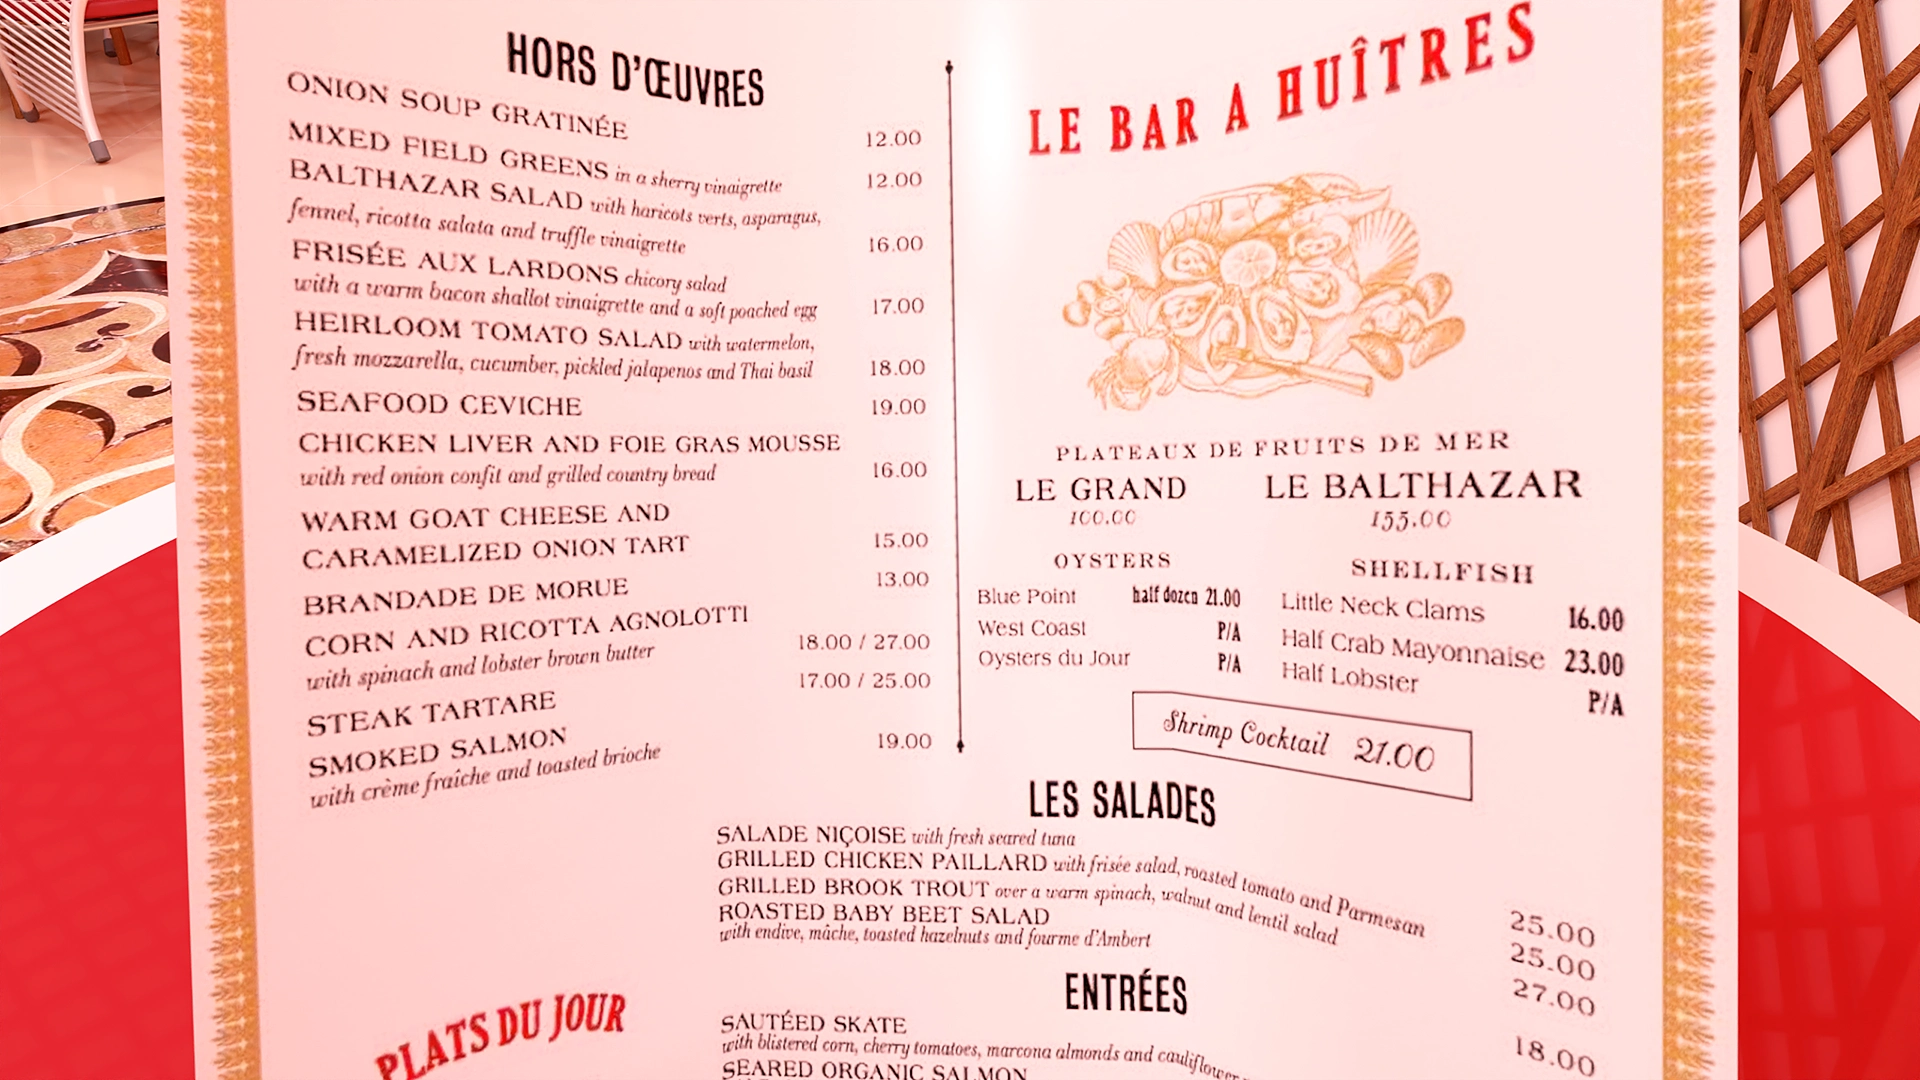 HORS D'ŒUVRES
ONION SOUP GRATINÉE 12.00
MIXED FIELD GREENS in a sherry vinaigrette 12.00
BALTHAZAR SALAD with haricots verts, asparagus,
fennel, ricotta salata and truffle vinaigrette 16.00
FRISÉE AUX LARDONS chicory salad
with a warm bacon shallot vinaigrette and a soft poached egg 17.00
HEIRLOOM TOMATO SALAD with watermelon,
fresh mozzarella, cucumber, pickled jalapenos and Thai basil 18.00
SEAFOOD CEVICHE 19.00
CHICKEN LIVER AND FOIE GRAS MOUSSE
with red onion confit and grilled country bread 16.00
WARM GOAT CHEESE AND
CARAMELIZED ONION TART 15.00
BRANDADE DE MORUE 13.00
CORN AND RICOTTA AGNOLOTTI
with spinach and lobster brown butter 18.00 / 27.00
STEAK TARTARE 17.00 / 25.00
SMOKED SALMON
with crème fraîche and toasted brioche 19.00
LE BAR A HUÎTRES
PLATEAUX DE FRUITS DE MER
LE GRAND
100.00
LE BALTHAZAR
155.00
OYSTERS
Blue Point half dozen 21.00
West Coast P/A
Oysters du Jour P/A
SHELLFISH
Little Neck Clams 16.00
Half Crab Mayonnaise 23.00
Half Lobster P/A
Shrimp Cocktail 21.00
LES SALADES
SALADE NIÇOISE with fresh seared tuna 25.00
GRILLED CHICKEN PAILLARD with frisée salad, roasted tomato and Parmesan 25.00
GRILLED BROOK TROUT over a warm spinach, walnut and lentil salad 27.00
ROASTED BABY BEET SALAD
with endive, mâche, toasted hazelnuts and fourme d'Ambert 18.00
PLATS DU JOUR
ENTRÉES
SAUTÉED SKATE
with blistered corn, cherry tomatoes, marcona almonds and cauliflower
SEARED ORGANIC SALMON